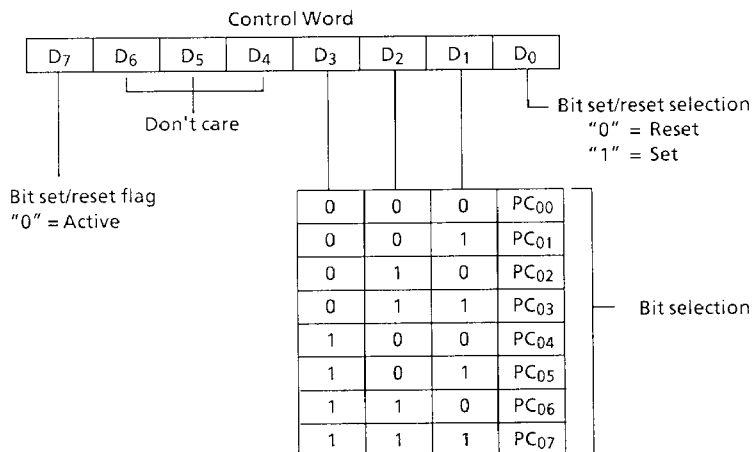 Control Word
D7 D6 D5 D4 D3 D2 D1 D0
Don't care
Bit set/reset selection
"0" = Reset
"1" = Set
Bit set/reset flag
"0" = Active
0 0 0 PC00
0 0 1 PC01
0 1 0 PC02
0 1 1 PC03
Bit selection
1 0 0 PC04
1 0 1 PC05
1 1 0 PC06
1 1 1 PC07